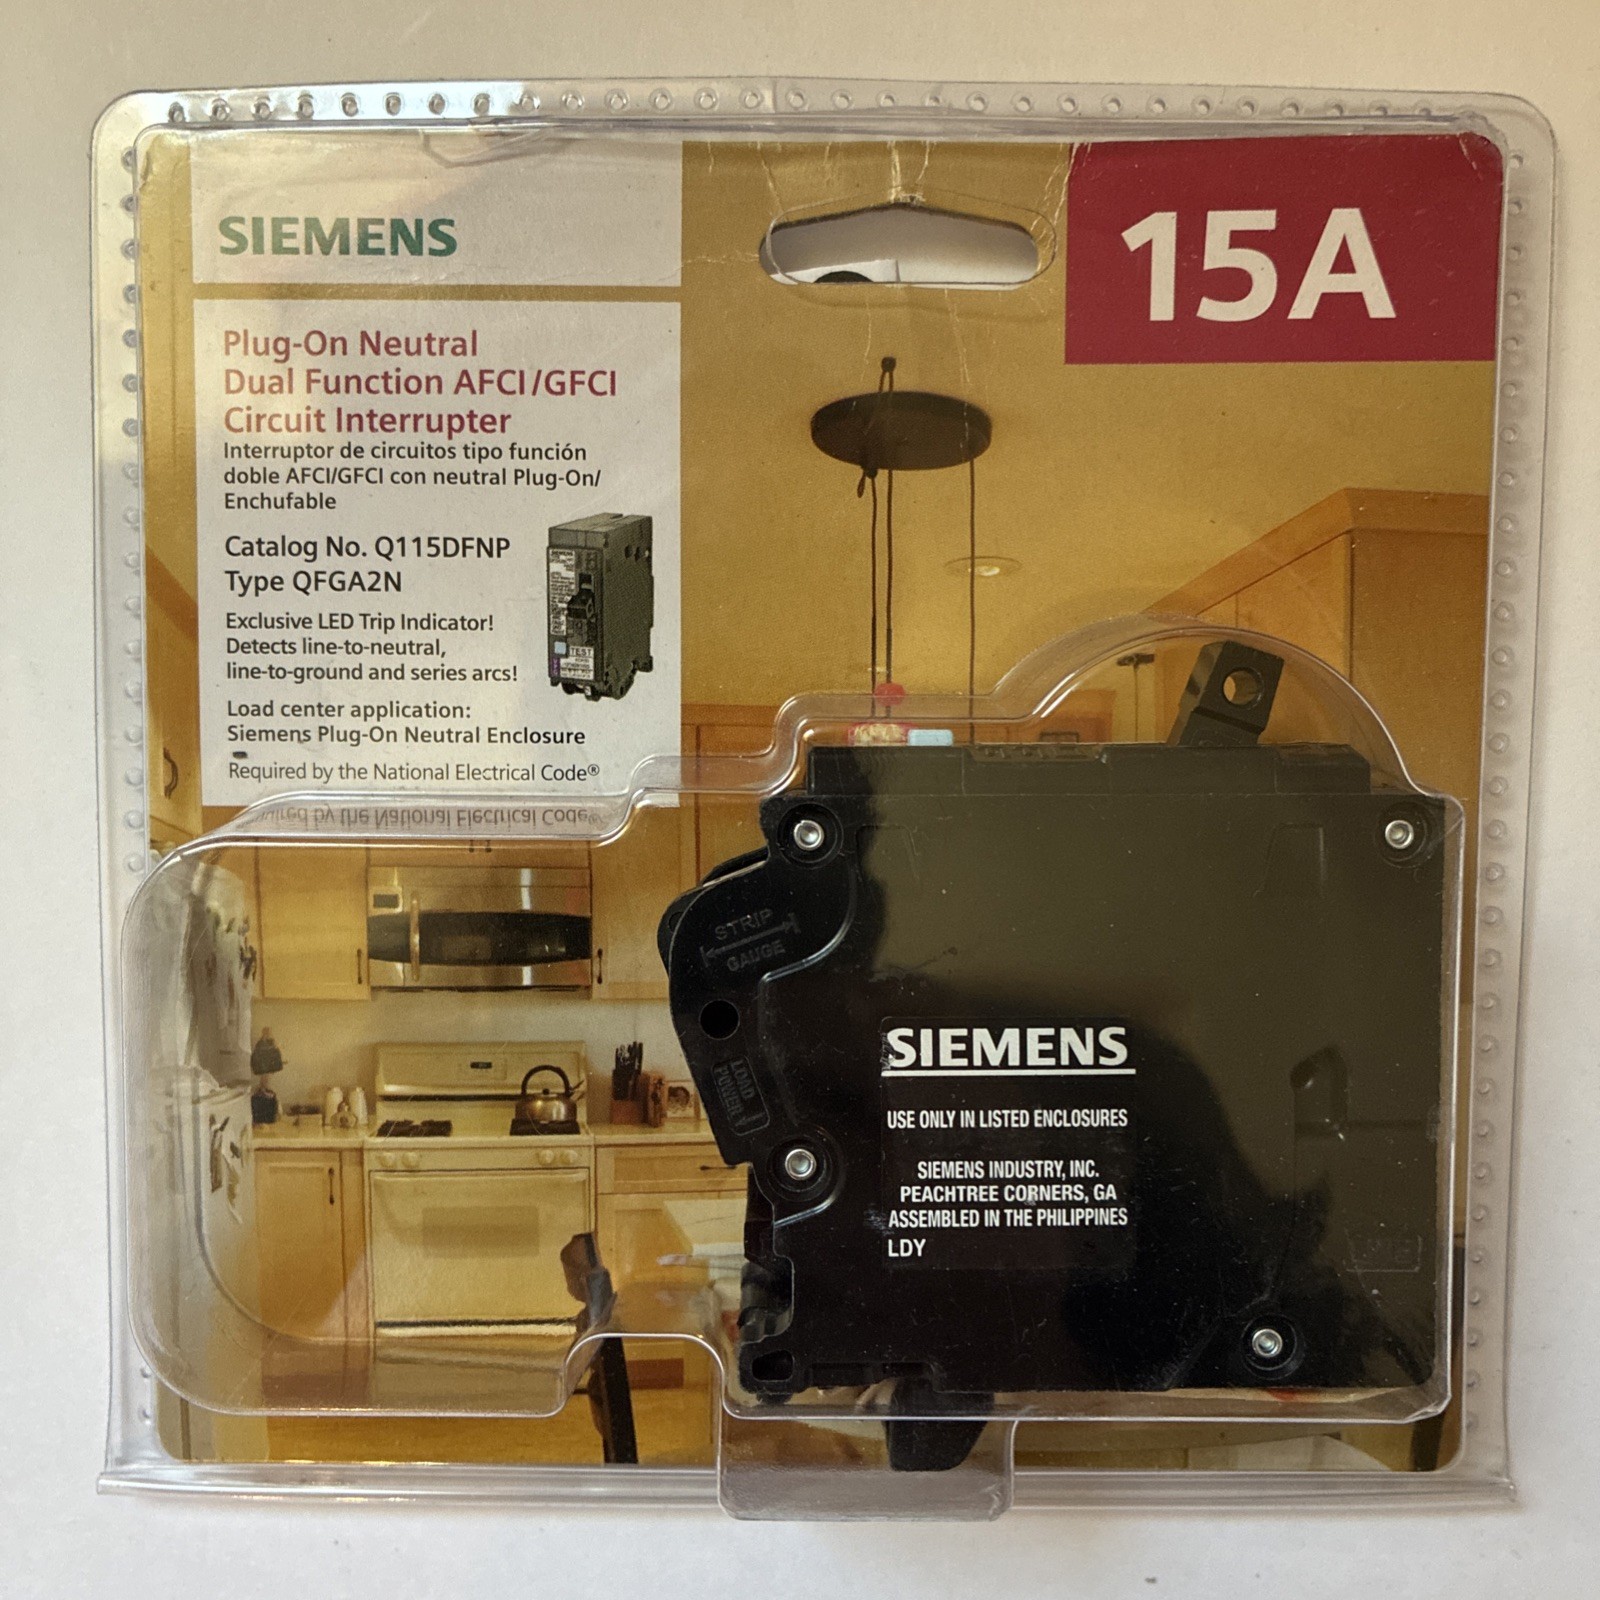 SIEMENS
15A
Plug-On Neutral
Dual Function AFCI/GFCI
Circuit Interrupter
Interruptor de circuitos tipo función
doble AFCI/GFCI con neutral Plug-On/
Enchufable
Catalog No. Q115DFNP
Type QFGA2N
Exclusive LED Trip Indicator!
Detects line-to-neutral,
line-to-ground and series arcs!
Load center application:
Siemens Plug-On Neutral Enclosure
Required by the National Electrical Code®
SIEMENS
TEST
STRIP
GAUGE
LOAD
POWER
SIEMENS
USE ONLY IN LISTED ENCLOSURES
SIEMENS INDUSTRY, INC.
PEACHTREE CORNERS, GA
ASSEMBLED IN THE PHILIPPINES
LDY